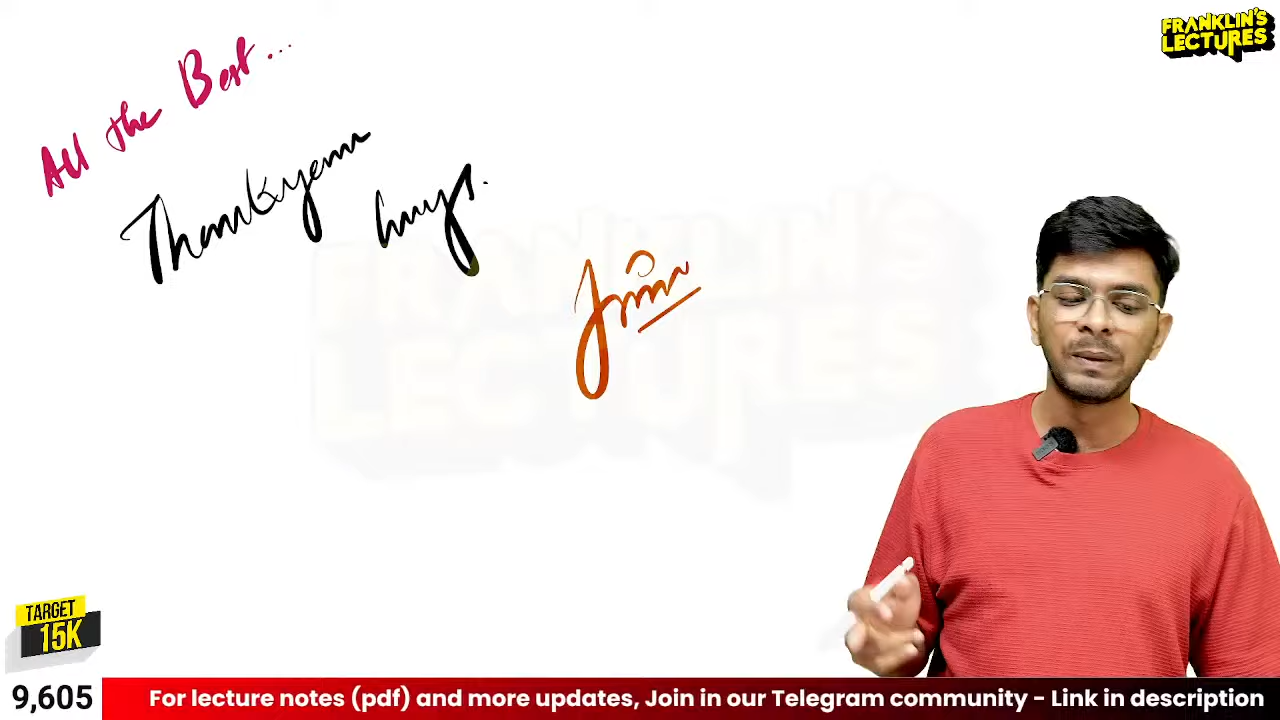 FRANKLIN'S
LECTURES
All the Best...
Thankyou
Guys.
TARGET
15K
9,605
For lecture notes (pdf) and more updates, Join in our Telegram community - Link in description